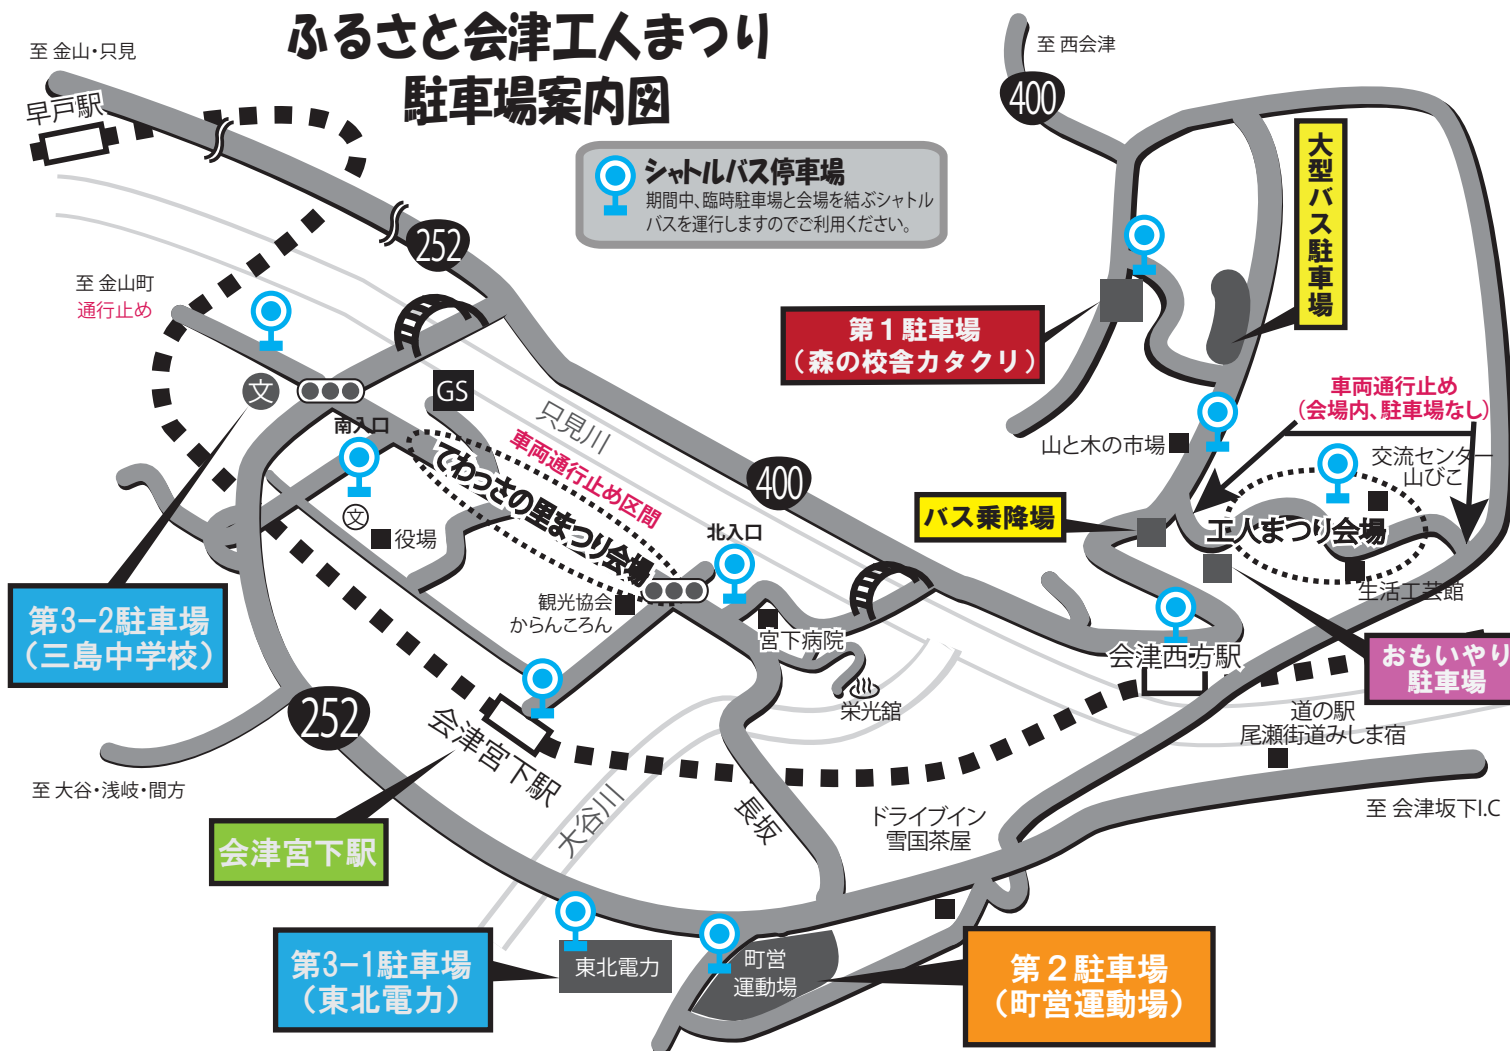 ふるさと会津工人まつり
駐車場案内図
至 金山・只見
早戸駅
シャトルバス停車場
期間中、臨時駐車場と会場を結ぶシャトル
バスを運行しますのでご利用ください。
至 西会津
400
大型バス駐車場
252
至 金山町
通行止め
第1駐車場
(森の校舎カタクリ)
車両通行止め
(会場内、駐車場なし)
文
GS
只見川
南入口
車両通行止め区間
てわっさの里まつり会場
山と木の市場
交流センター
山びこ
400
バス乗降場
工人まつり会場
文
役場
北入口
生活工芸館
観光協会
からんころん
宮下病院
第3-2駐車場
(三島中学校)
会津西方駅
おもいやり
駐車場
栄光舘
252
会津宮下駅
道の駅
尾瀬街道みしま宿
至 大谷・浅岐・間方
大谷川
長坂
ドライブイン
雪国茶屋
至 会津坂下I.C
会津宮下駅
第3-1駐車場
(東北電力)
東北電力
町営
運動場
第2駐車場
(町営運動場)